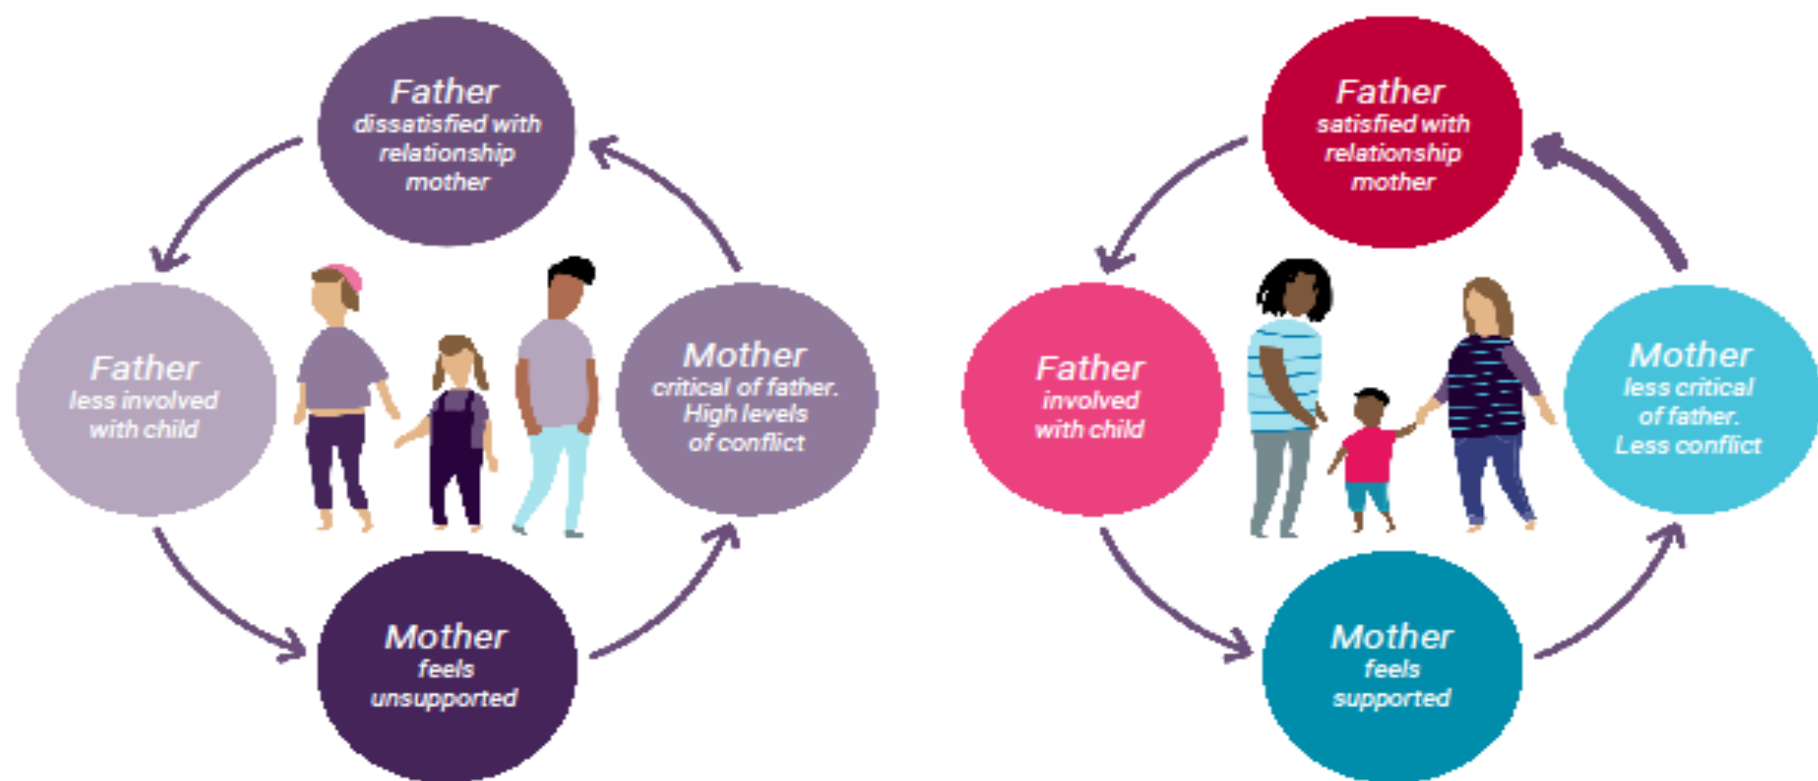 Father
dissatisfied with
relationship
mother
Father
less involved
with child
Mother
critical of father.
High levels
of conflict
Mother
feels
unsupported
Father
satisfied with
relationship
mother
Father
involved
with child
Mother
less critical
of father.
Less conflict
Mother
feels
supported